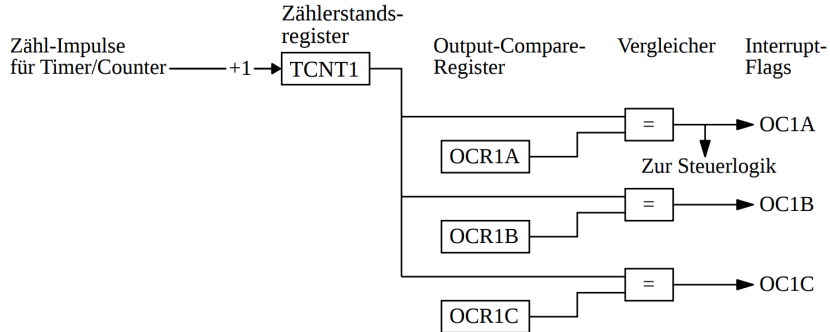 Zählerstands-
register
Zähl-Impulse
für Timer/Counter
+1
TCNT1
Output-Compare-
Register
Vergleicher
Interrupt-
Flags
=
OC1A
OCR1A
Zur Steuerlogik
=
OC1B
OCR1B
=
OC1C
OCR1C